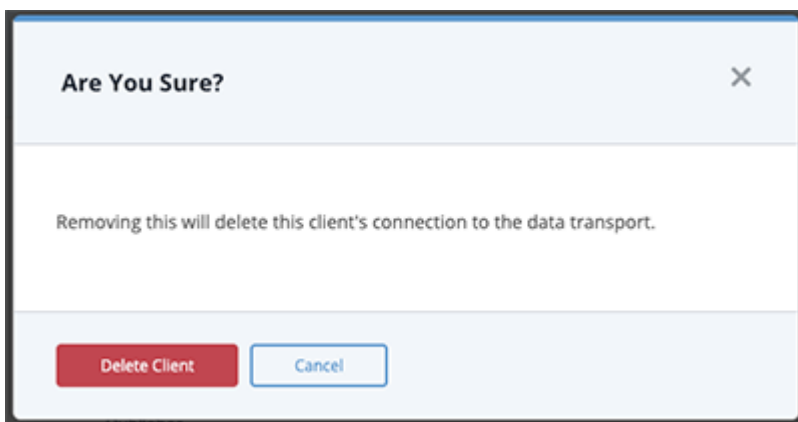 Are You Sure?
Removing this will delete this client's connection to the data transport.
Delete Client
Cancel